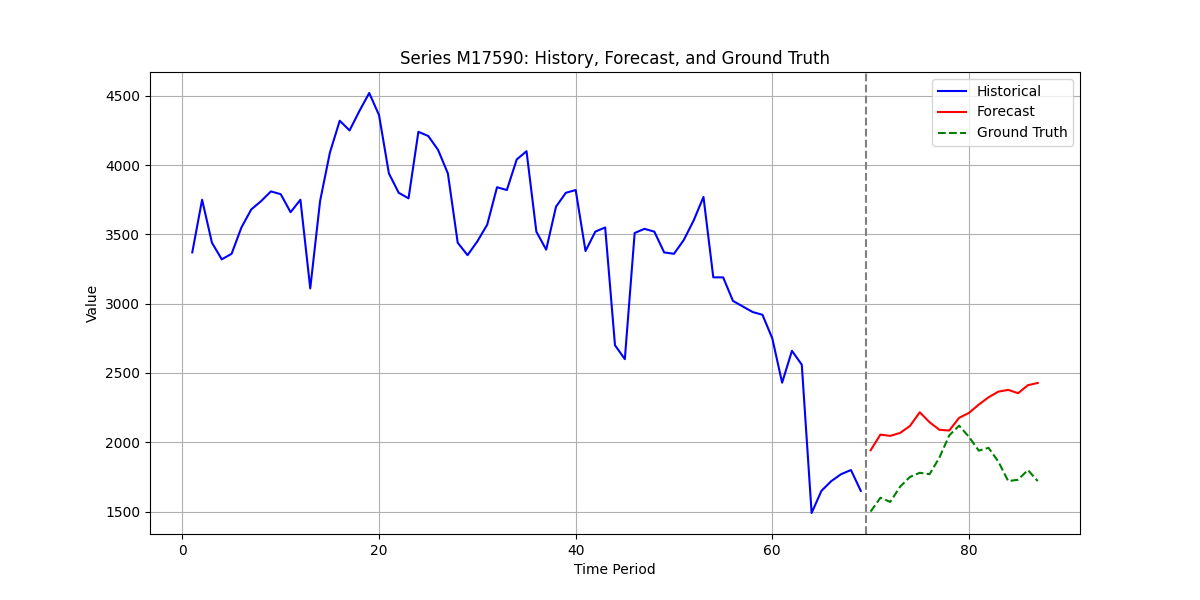 Series M17590: History, Forecast, and Ground Truth
Historical
Forecast
Ground Truth
4500
4000
3500
3000
2500
2000
1500
Value
0 20 40 60 80
Time Period